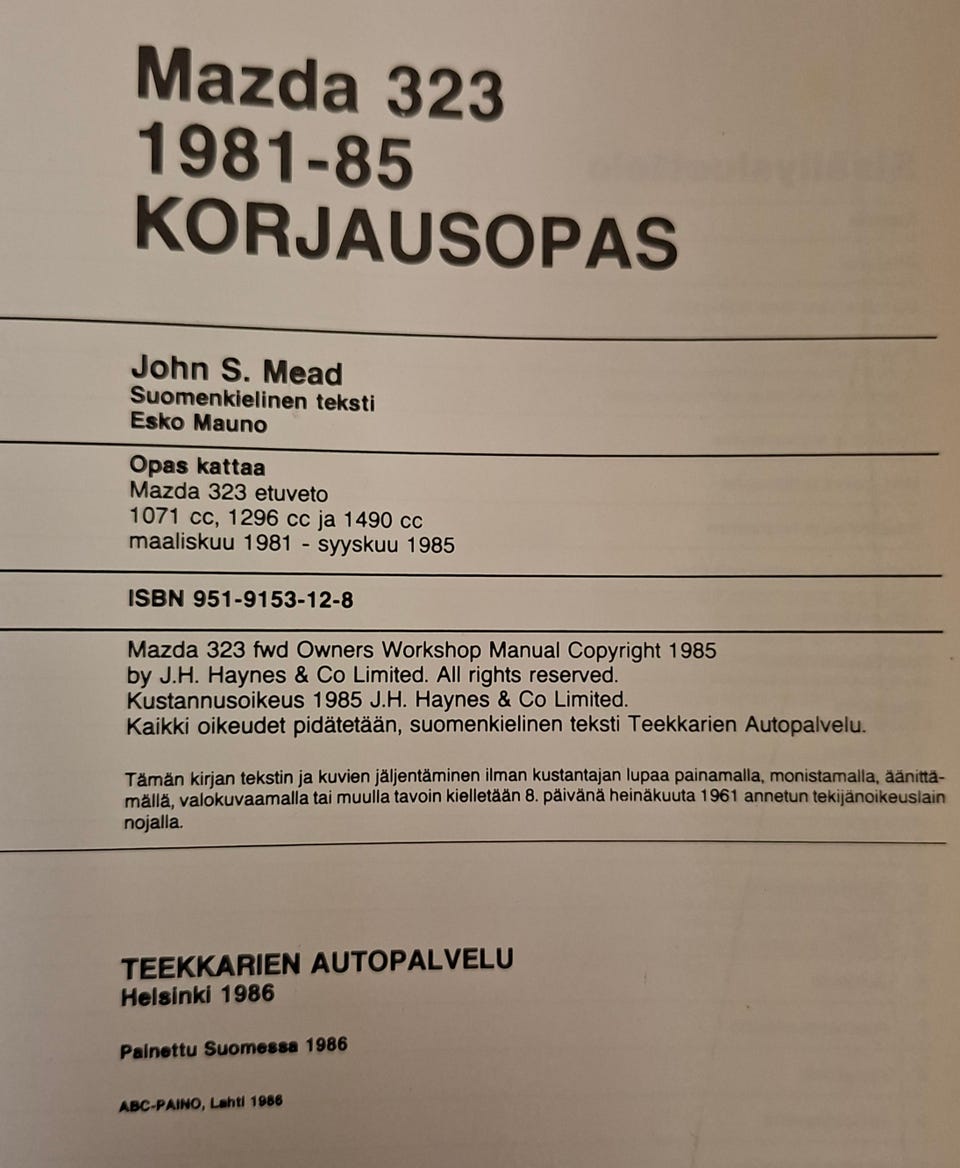 Mazda 323
1981-85
KORJAUSOPAS
John S. Mead
Suomenkielinen teksti
Esko Mauno
Opas kattaa
Mazda 323 etuveto
1071 cc, 1296 cc ja 1490 cc
maaliskuu 1981 - syyskuu 1985
ISBN 951-9153-12-8
Mazda 323 fwd Owners Workshop Manual Copyright 1985
by J.H. Haynes & Co Limited. All rights reserved.
Kustannusoikeus 1985 J.H. Haynes & Co Limited.
Kaikki oikeudet pidätetään, suomenkielinen teksti Teekkarien Autopalvelu.
Tämän kirjan tekstin ja kuvien jäljentäminen ilman kustantajan lupaa painamalla, monistamalla, äänittä-
mällä, valokuvaamalla tai muulla tavoin kielletään 8. päivänä heinäkuuta 1961 annetun tekijänoikeuslain
nojalla.
TEEKKARIEN AUTOPALVELU
Helsinki 1986
Painettu Suomessa 1986
ABC-PAINO, Lahti 1986